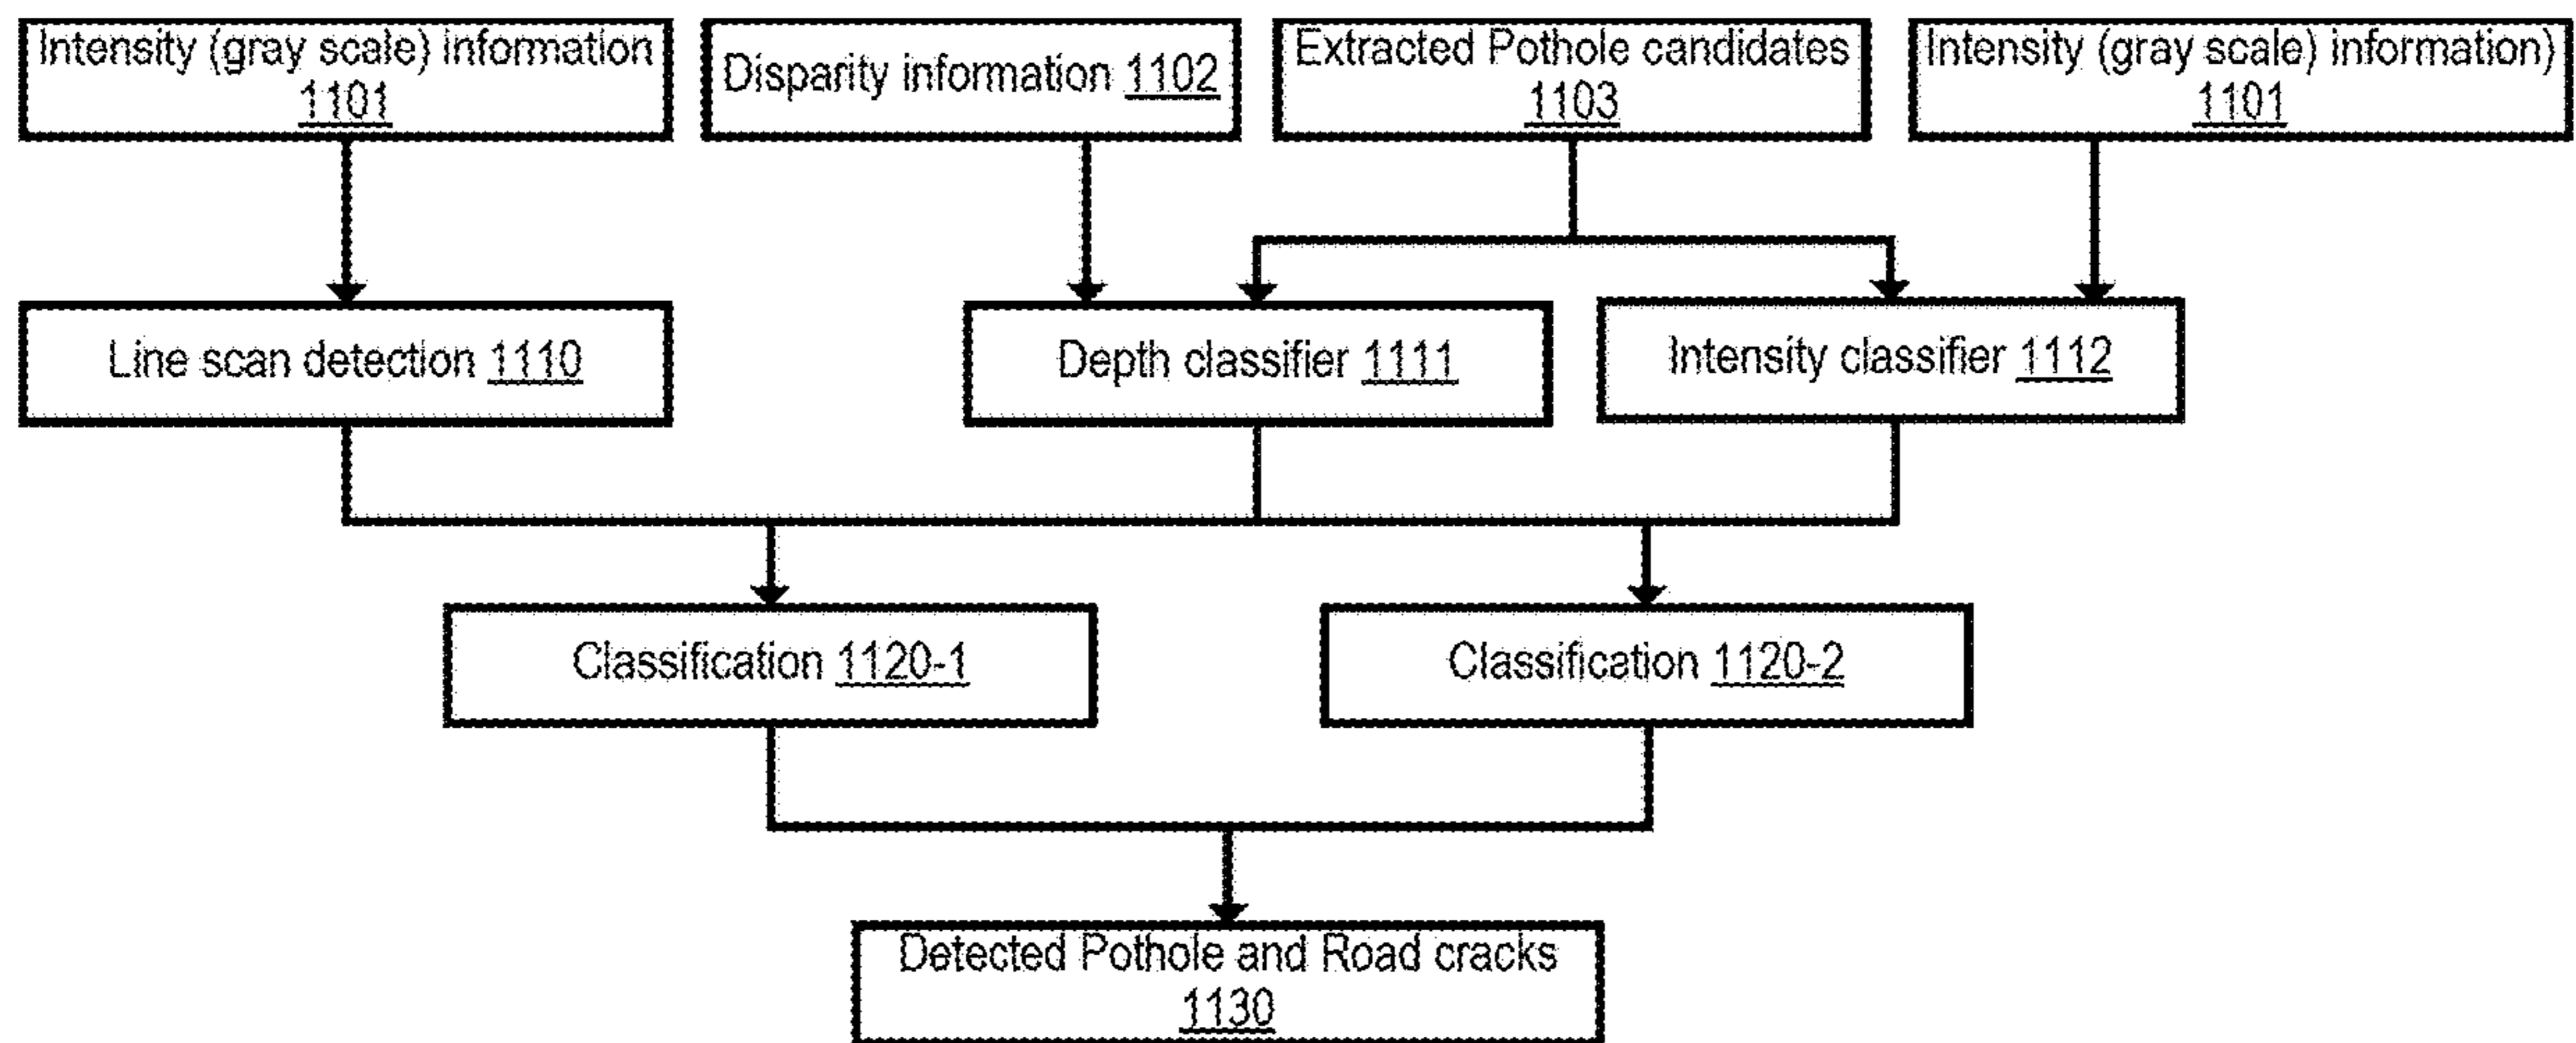 Intensity (gray scale) information
1101
Disparity information 1102
Extracted Pothole candidates
1103
Intensity (gray scale) information)
1101
Line scan detection 1110
Depth classifier 1111
Intensity classifier 1112
Classification 1120-1
Classification 1120-2
Detected Pothole and Road cracks
1130